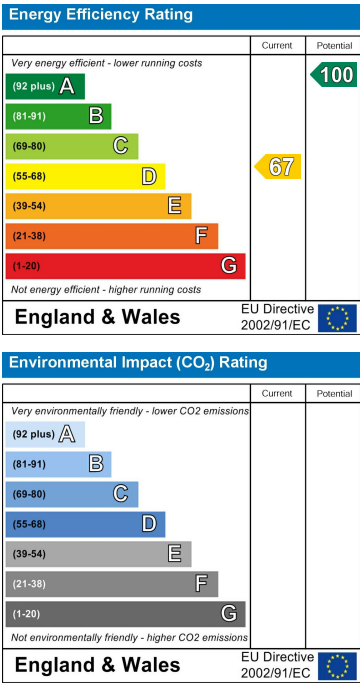 Energy Efficiency Rating
Current Potential
Very energy efficient - lower running costs
(92 plus) A
100
(81-91) B
(69-80) C
(55-68) D
67
(39-54) E
(21-38) F
(1-20) G
Not energy efficient - higher running costs
England & Wales
EU Directive
2002/91/EC
Environmental Impact (CO₂) Rating
Current Potential
Very environmentally friendly - lower CO2 emissions
(92 plus) A
(81-91) B
(69-80) C
(55-68) D
(39-54) E
(21-38) F
(1-20) G
Not environmentally friendly - higher CO2 emissions
England & Wales
EU Directive
2002/91/EC